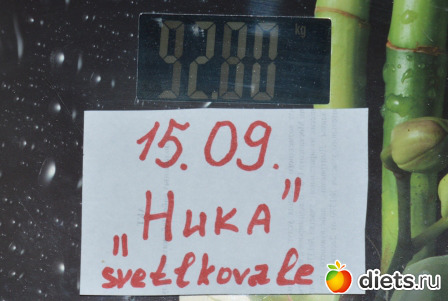 92.80 kg
15.09.
„Ника”
svetlkovale
diets.ru